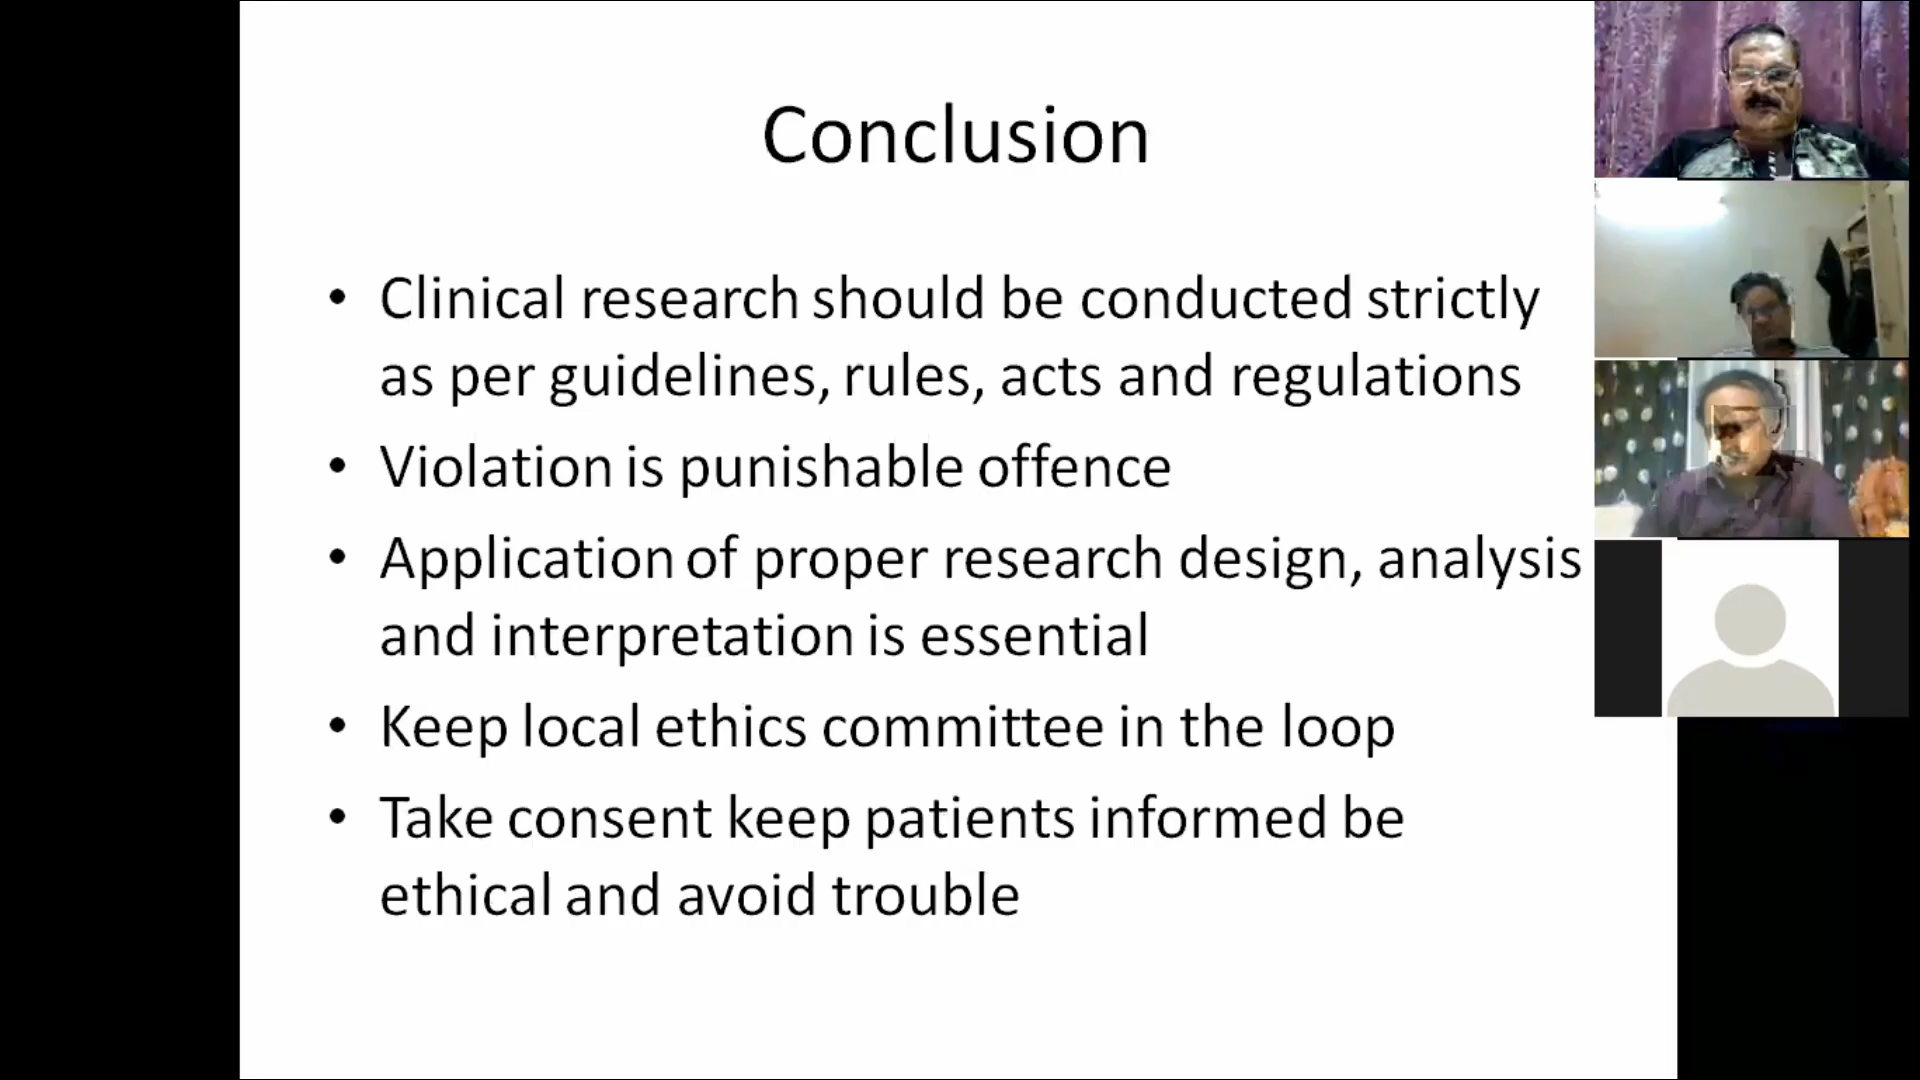 Conclusion
• Clinical research should be conducted strictly
as per guidelines, rules, acts and regulations
• Violation is punishable offence
• Application of proper research design, analysis
and interpretation is essential
• Keep local ethics committee in the loop
• Take consent keep patients informed be
ethical and avoid trouble